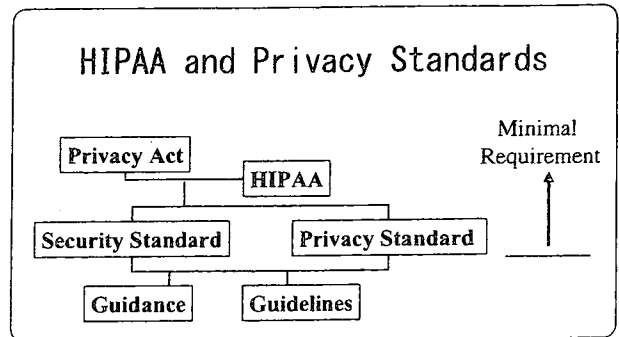 HIPAA and Privacy Standards
Minimal
Requirement
Privacy Act
HIPAA
Security Standard
Privacy Standard
Guidance
Guidelines